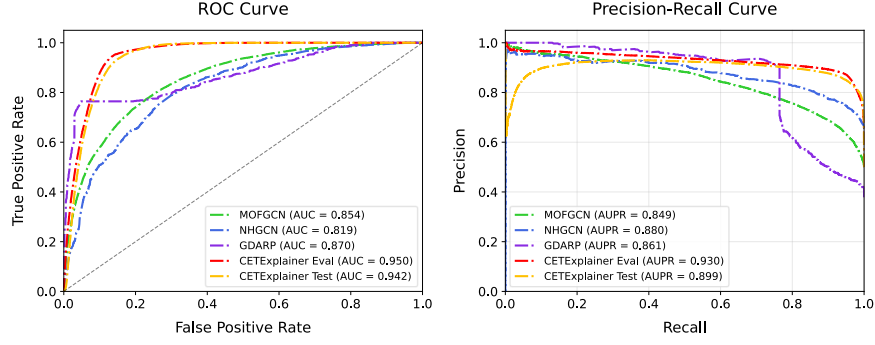 ROC Curve
1.0
0.8
0.6
0.4
0.2
0.0
True Positive Rate
MOFGCN (AUC = 0.854)
NHGCN (AUC = 0.819)
GDARP (AUC = 0.870)
CETExplainer Eval (AUC = 0.950)
CETExplainer Test (AUC = 0.942)
0.0 0.2 0.4 0.6 0.8 1.0
False Positive Rate
Precision-Recall Curve
1.0
0.8
0.6
0.4
0.2
0.0
Precision
MOFGCN (AUPR = 0.849)
NHGCN (AUPR = 0.880)
GDARP (AUPR = 0.861)
CETExplainer Eval (AUPR = 0.930)
CETExplainer Test (AUPR = 0.899)
0.0 0.2 0.4 0.6 0.8 1.0
Recall